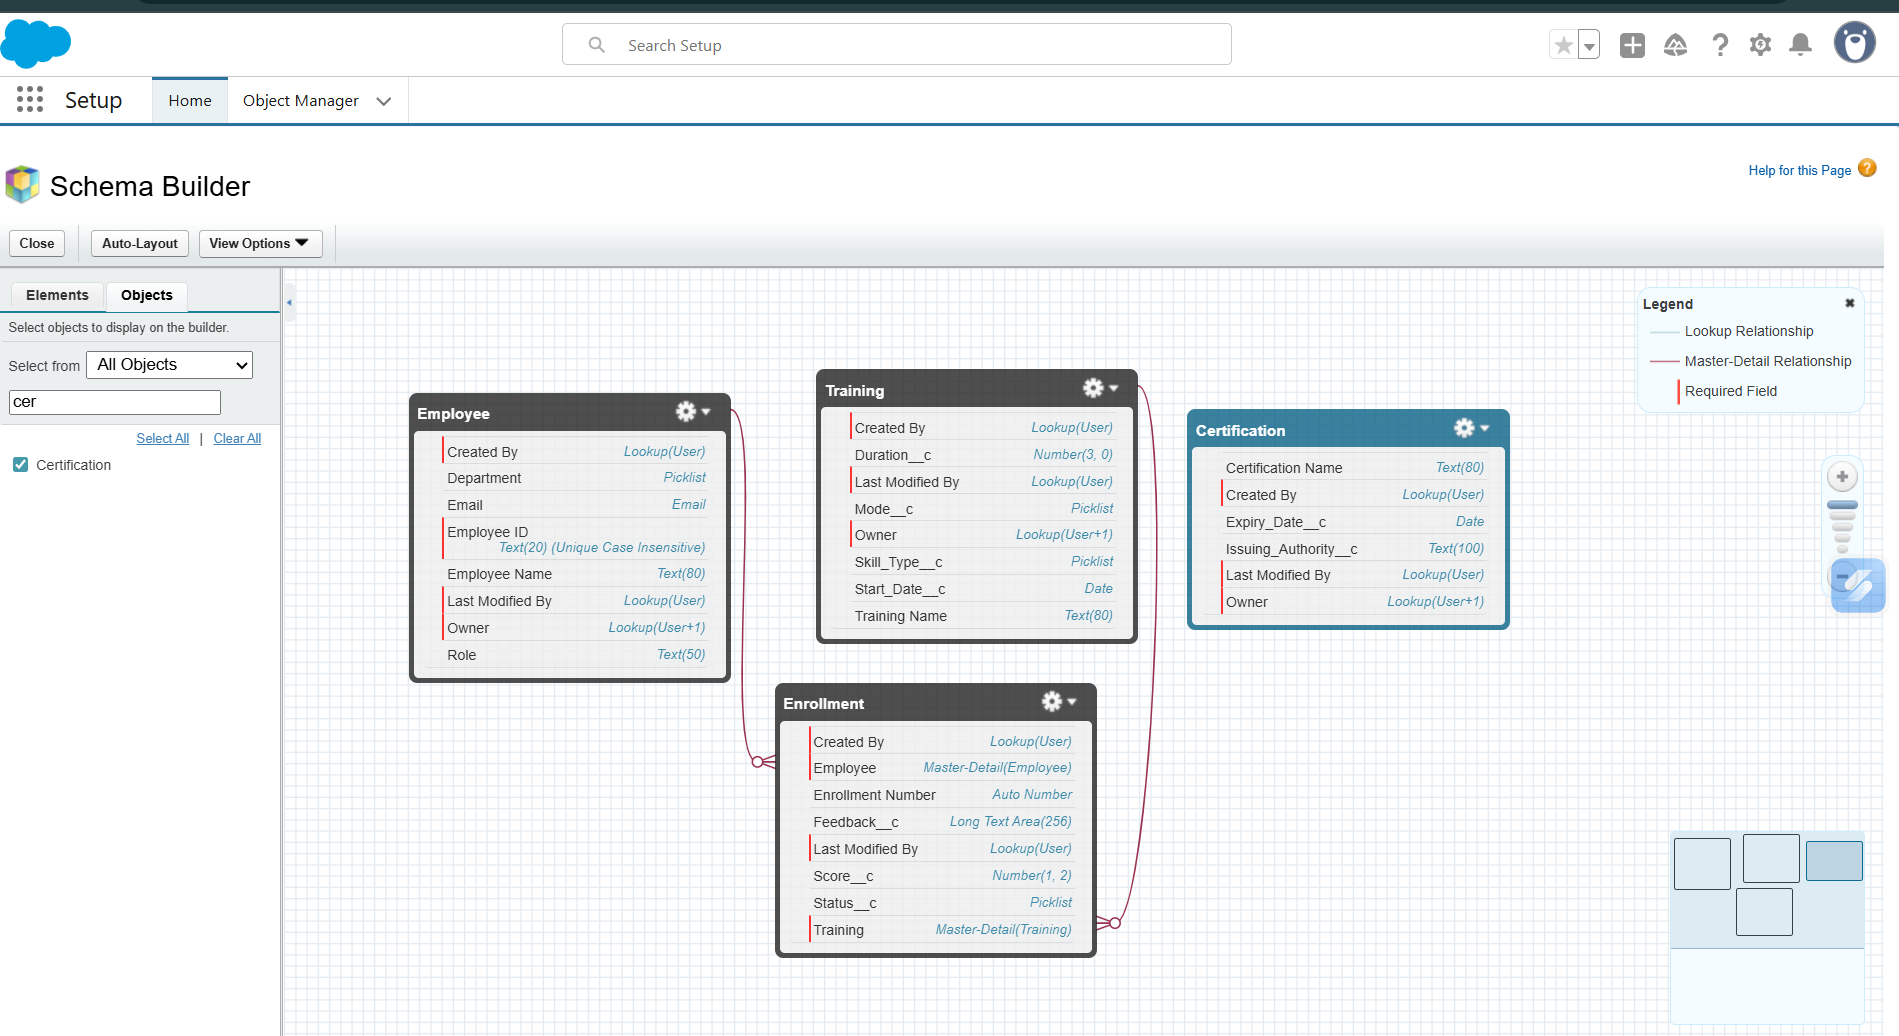 Search Setup
Setup
Home
Object Manager
Schema Builder
Help for this Page
?
Close
Auto-Layout
View Options
Elements
Objects
Select objects to display on the builder.
Select from
All Objects
cer
Select All | Clear All
Certification
Employee
Created By Lookup(User)
Department Picklist
Email Email
Employee ID
Text(20) (Unique Case Insensitive)
Employee Name Text(80)
Last Modified By Lookup(User)
Owner Lookup(User+1)
Role Text(50)
Training
Created By Lookup(User)
Duration__c Number(3, 0)
Last Modified By Lookup(User)
Mode__c Picklist
Owner Lookup(User+1)
Skill_Type__c Picklist
Start_Date__c Date
Training Name Text(80)
Certification
Certification Name Text(80)
Created By Lookup(User)
Expiry_Date__c Date
Issuing_Authority__c Text(100)
Last Modified By Lookup(User)
Owner Lookup(User+1)
Enrollment
Created By Lookup(User)
Employee Master-Detail(Employee)
Enrollment Number Auto Number
Feedback__c Long Text Area(256)
Last Modified By Lookup(User)
Score__c Number(1, 2)
Status__c Picklist
Training Master-Detail(Training)
Legend
Lookup Relationship
Master-Detail Relationship
Required Field